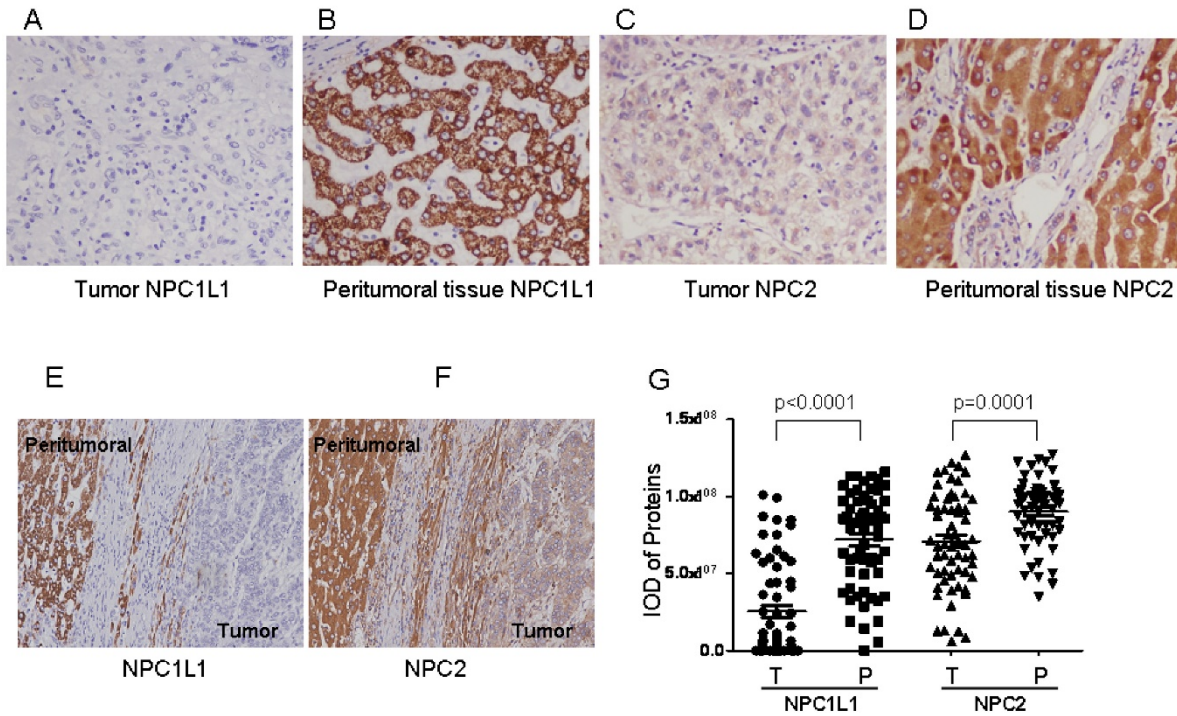 A
B
C
D
Tumor NPC1L1
Peritumoral tissue NPC1L1
Tumor NPC2
Peritumoral tissue NPC2
E
F
G
Peritumoral
Tumor
NPC1L1
Peritumoral
Tumor
NPC2
p<0.0001
p=0.0001
IOD of Proteins
1.5x10^08
1.0x10^08
5.0x10^07
0.0
T
P
T
P
NPC1L1
NPC2